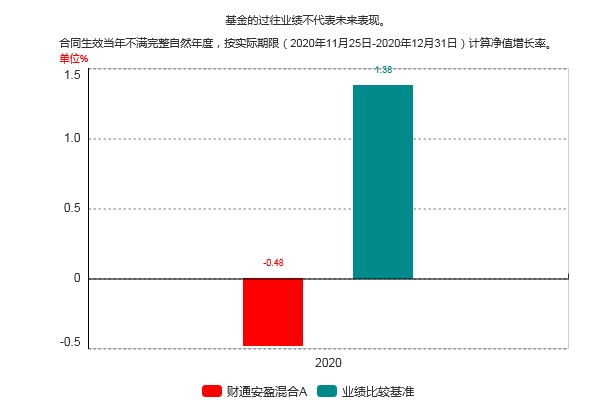 基金的过往业绩不代表未来表现。
合同生效当年不满完整自然年度，按实际期限（2020年11月25日-2020年12月31日）计算净值增长率。
单位%
1.5
1.38
1.0
0.5
-0.48
0
-0.5
2020
财通安盈混合A 业绩比较基准